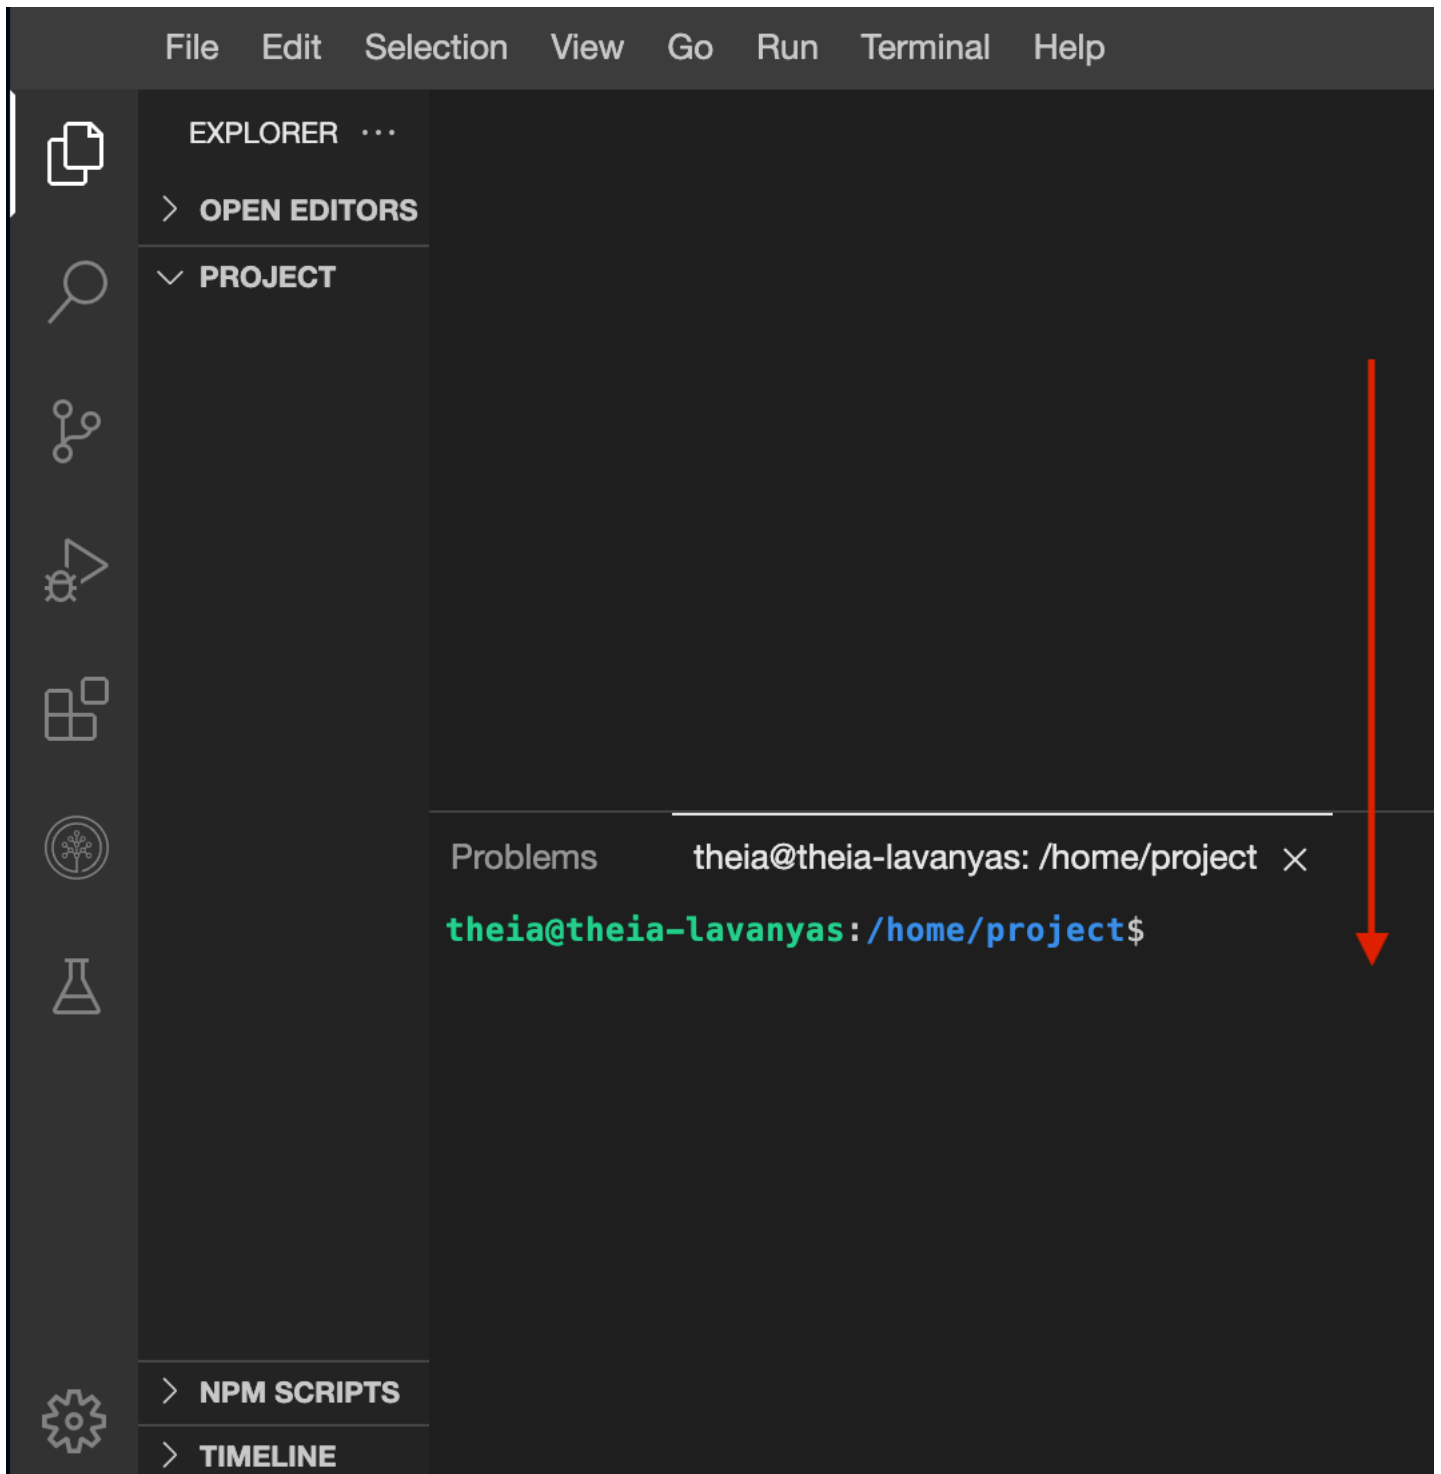 File Edit Selection View Go Run Terminal Help
EXPLORER ···
OPEN EDITORS
PROJECT
Problems theia@theia-lavanyas: /home/project
theia@theia-lavanyas:/home/project$
NPM SCRIPTS
TIMELINE